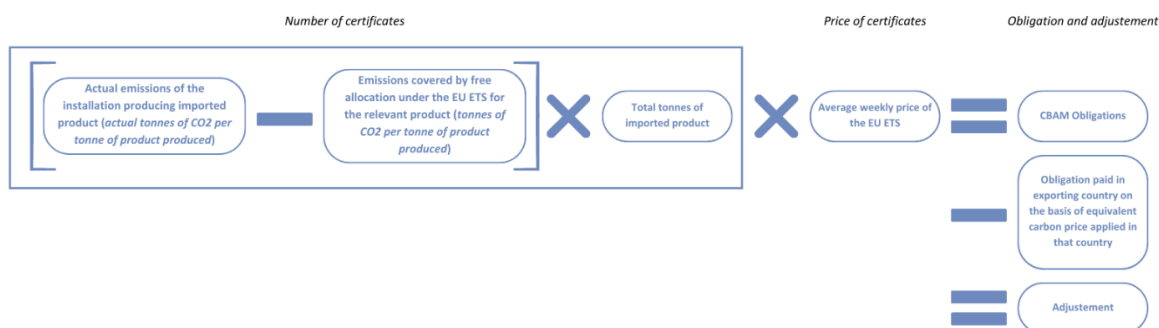 Number of certificates
Price of certificates
Obligation and adjustement
Actual emissions of the
installation producing imported
product (actual tonnes of CO2 per
tonne of product produced)
Emissions covered by free
allocation under the EU ETS for
the relevant product (tonnes of
CO2 per tonne of product
produced)
Total tonnes of
imported product
Average weekly price of
the EU ETS
CBAM Obligations
Obligation paid in
exporting country on
the basis of equivalent
carbon price applied in
that country
Adjustement